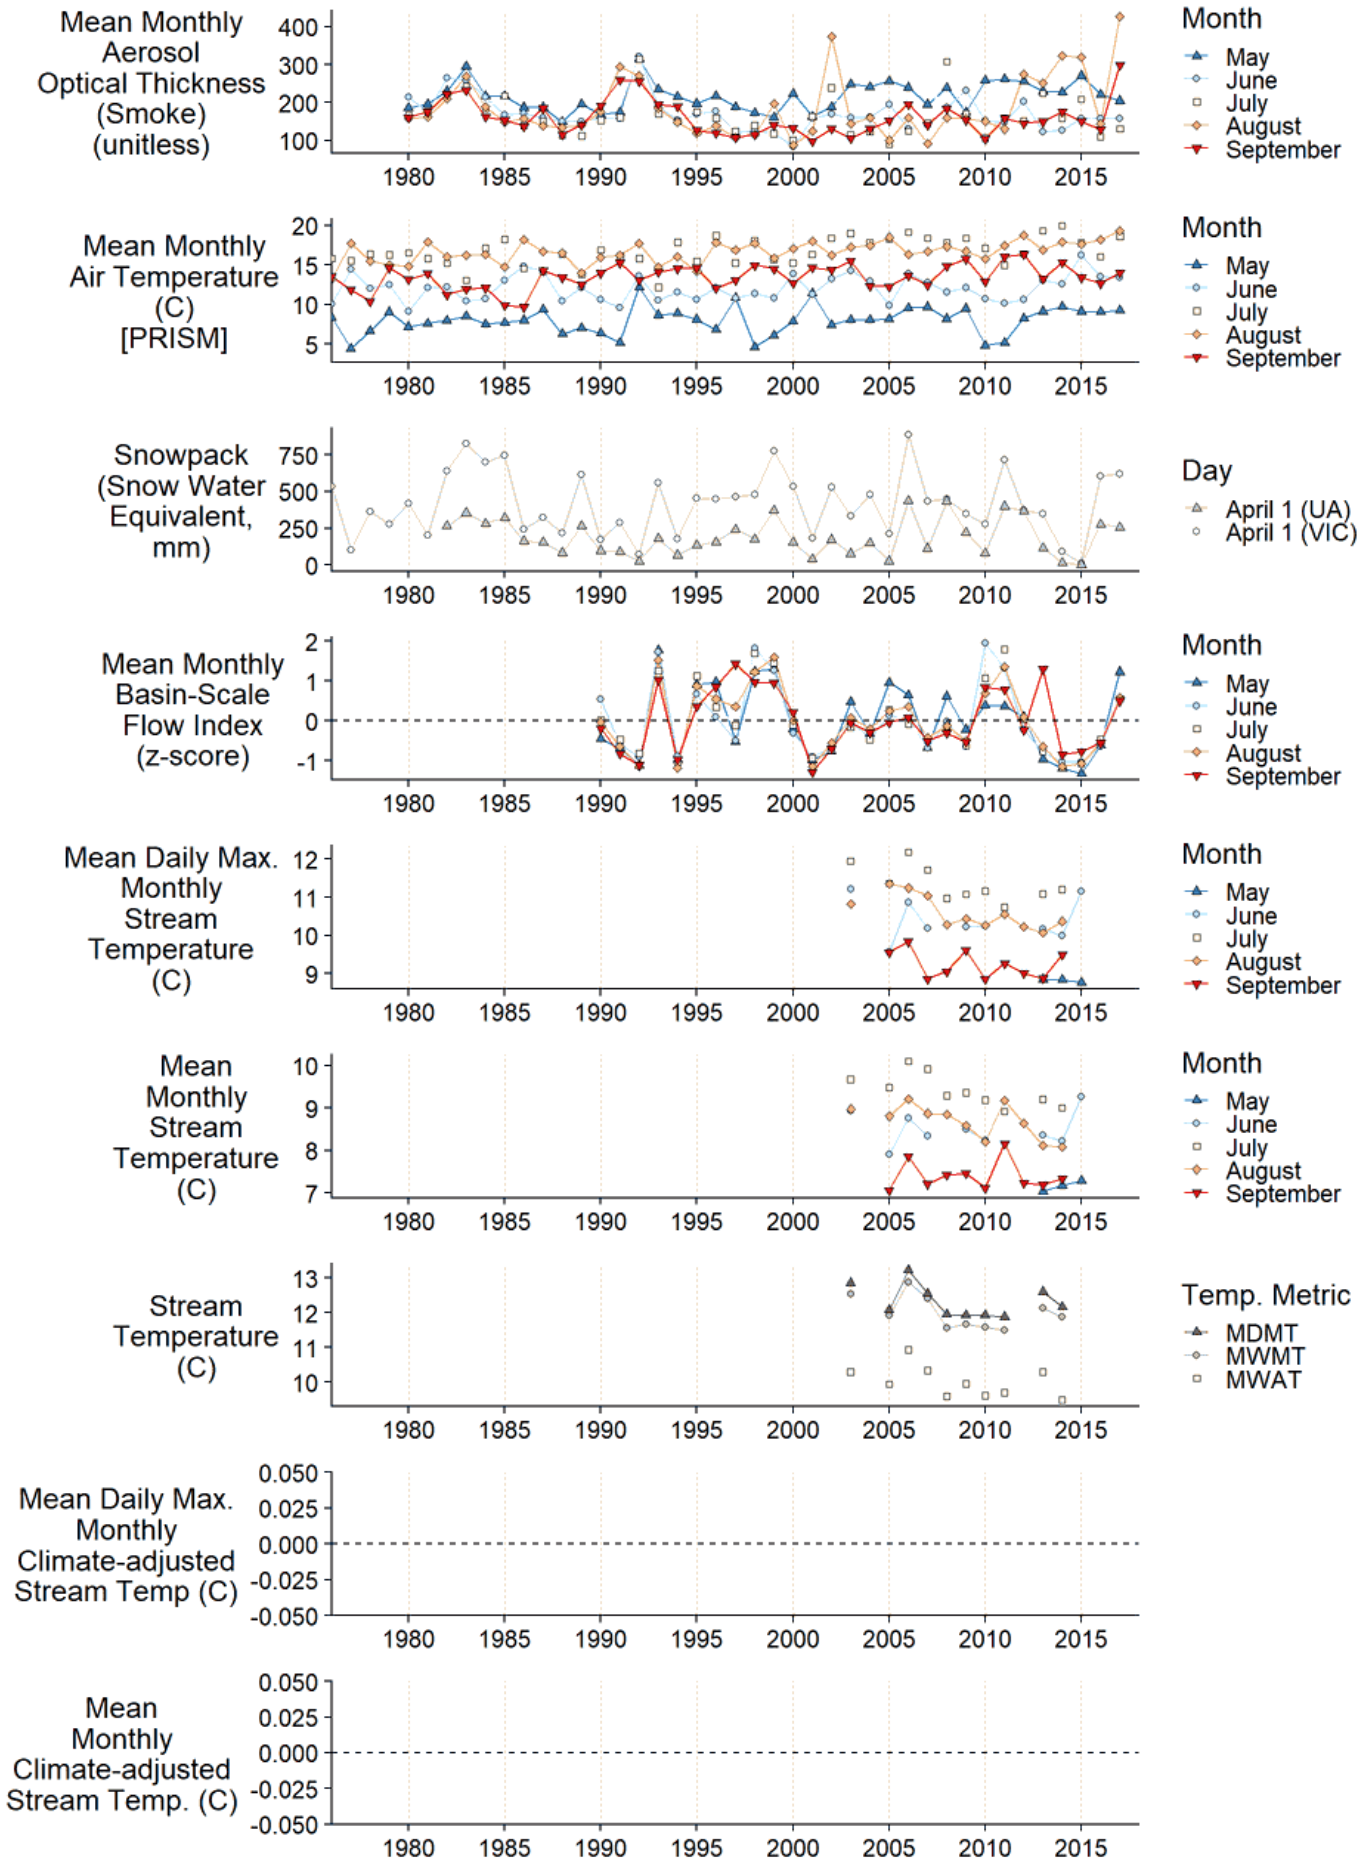 Mean Monthly
Aerosol
Optical Thickness
(Smoke)
(unitless)
400
300
200
100
1980 1985 1990 1995 2000 2005 2010 2015
Month
May
June
July
August
September
Mean Monthly
Air Temperature
(C)
[PRISM]
20
15
10
5
1980 1985 1990 1995 2000 2005 2010 2015
Month
May
June
July
August
September
Snowpack
(Snow Water
Equivalent,
mm)
750
500
250
0
1980 1985 1990 1995 2000 2005 2010 2015
Day
April 1 (UA)
April 1 (VIC)
Mean Monthly
Basin-Scale
Flow Index
(z-score)
2
1
0
-1
1980 1985 1990 1995 2000 2005 2010 2015
Month
May
June
July
August
September
Mean Daily Max.
Monthly
Stream
Temperature
(C)
12
11
10
9
1980 1985 1990 1995 2000 2005 2010 2015
Month
May
June
July
August
September
Mean
Monthly
Stream
Temperature
(C)
10
9
8
7
1980 1985 1990 1995 2000 2005 2010 2015
Month
May
June
July
August
September
Stream
Temperature
(C)
13
12
11
10
1980 1985 1990 1995 2000 2005 2010 2015
Temp. Metric
MDMT
MWMT
MWAT
Mean Daily Max.
Monthly
Climate-adjusted
Stream Temp (C)
0.050
0.025
0.000
-0.025
-0.050
1980 1985 1990 1995 2000 2005 2010 2015
Mean
Monthly
Climate-adjusted
Stream Temp. (C)
0.050
0.025
0.000
-0.025
-0.050
1980 1985 1990 1995 2000 2005 2010 2015